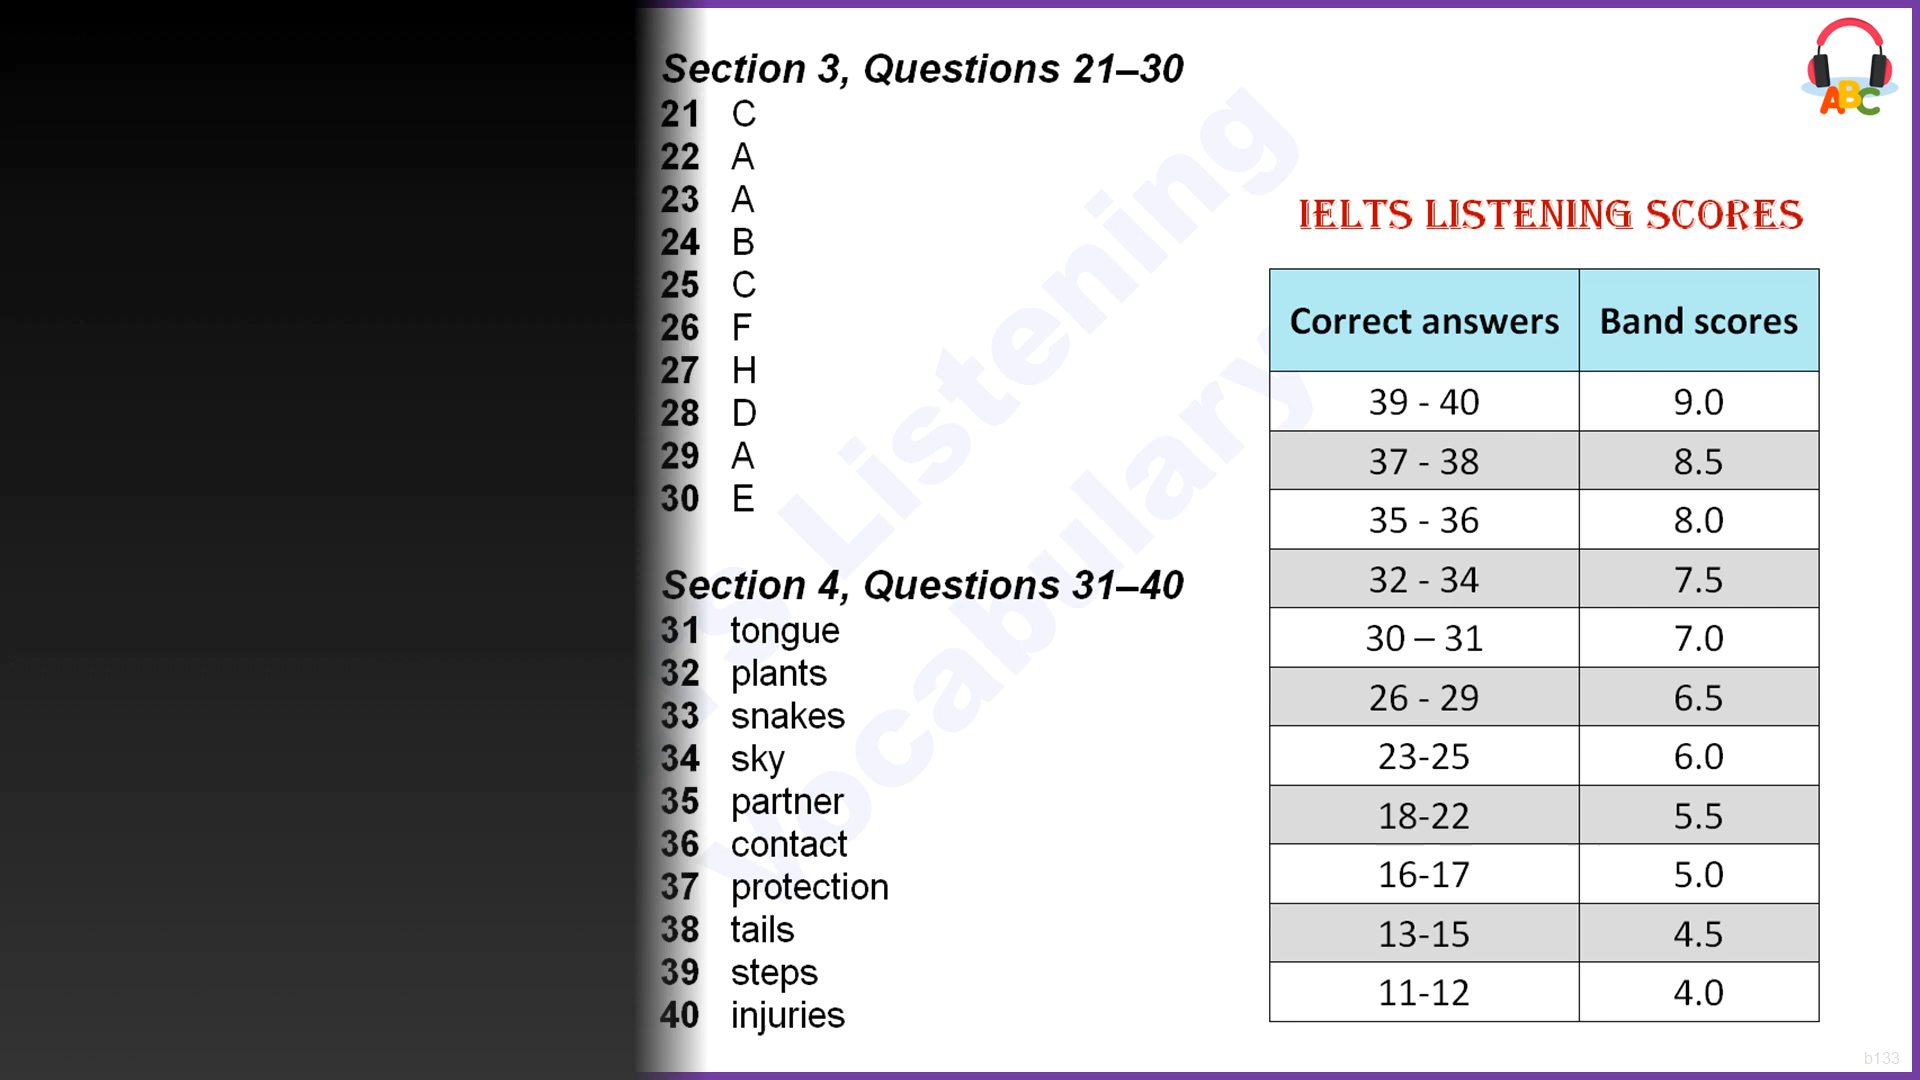 Section 3, Questions 21–30
21 C
22 A
23 A
24 B
25 C
26 F
27 H
28 D
29 A
30 E
Section 4, Questions 31–40
31 tongue
32 plants
33 snakes
34 sky
35 partner
36 contact
37 protection
38 tails
39 steps
40 injuries
ABC
IELTS LISTENING SCORES
Correct answers Band scores
39 - 40 9.0
37 - 38 8.5
35 - 36 8.0
32 - 34 7.5
30 – 31 7.0
26 - 29 6.5
23-25 6.0
18-22 5.5
16-17 5.0
13-15 4.5
11-12 4.0
Listening
Vocabulary
b133